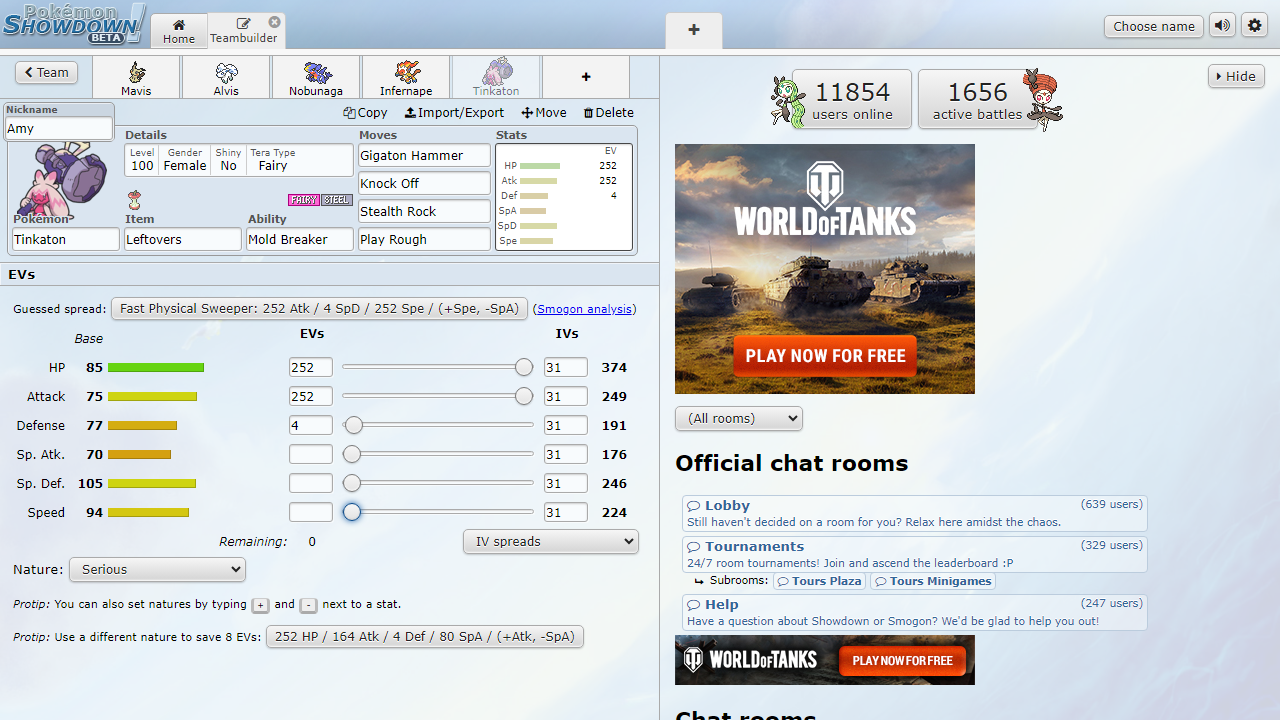 Pokémon
SHOWDOWN!
BETA
Home
Teambuilder
+
Choose name
Team
Mavis
Alvis
Nobunaga
Infernape
Tinkaton
+
Copy
Import/Export
Move
Delete
Nickname
Amy
Details
Level
100
Gender
Female
Shiny
No
Tera Type
Fairy
FAIRY
STEEL
Pokémon
Tinkaton
Item
Leftovers
Ability
Mold Breaker
Moves
Gigaton Hammer
Knock Off
Stealth Rock
Play Rough
Stats
EV
HP 252
Atk 252
Def 4
SpA
SpD
Spe
EVs
Guessed spread: Fast Physical Sweeper: 252 Atk / 4 SpD / 252 Spe / (+Spe, -SpA) (Smogon analysis)
Base EVs IVs
HP 85 252 31 374
Attack 75 252 31 249
Defense 77 4 31 191
Sp. Atk. 70 31 176
Sp. Def. 105 31 246
Speed 94 31 224
Remaining: 0
IV spreads
Nature: Serious
Protip: You can also set natures by typing + and - next to a stat.
Protip: Use a different nature to save 8 EVs: 252 HP / 164 Atk / 4 Def / 80 SpA / (+Atk, -SpA)
11854
users online
1656
active battles
Hide
WORLD OF TANKS
PLAY NOW FOR FREE
(All rooms)
Official chat rooms
Lobby (639 users)
Still haven't decided on a room for you? Relax here amidst the chaos.
Tournaments (329 users)
24/7 room tournaments! Join and ascend the leaderboard :P
Subrooms: Tours Plaza Tours Minigames
Help (247 users)
Have a question about Showdown or Smogon? We'd be glad to help you out!
WORLD OF TANKS PLAY NOW FOR FREE
Chat rooms